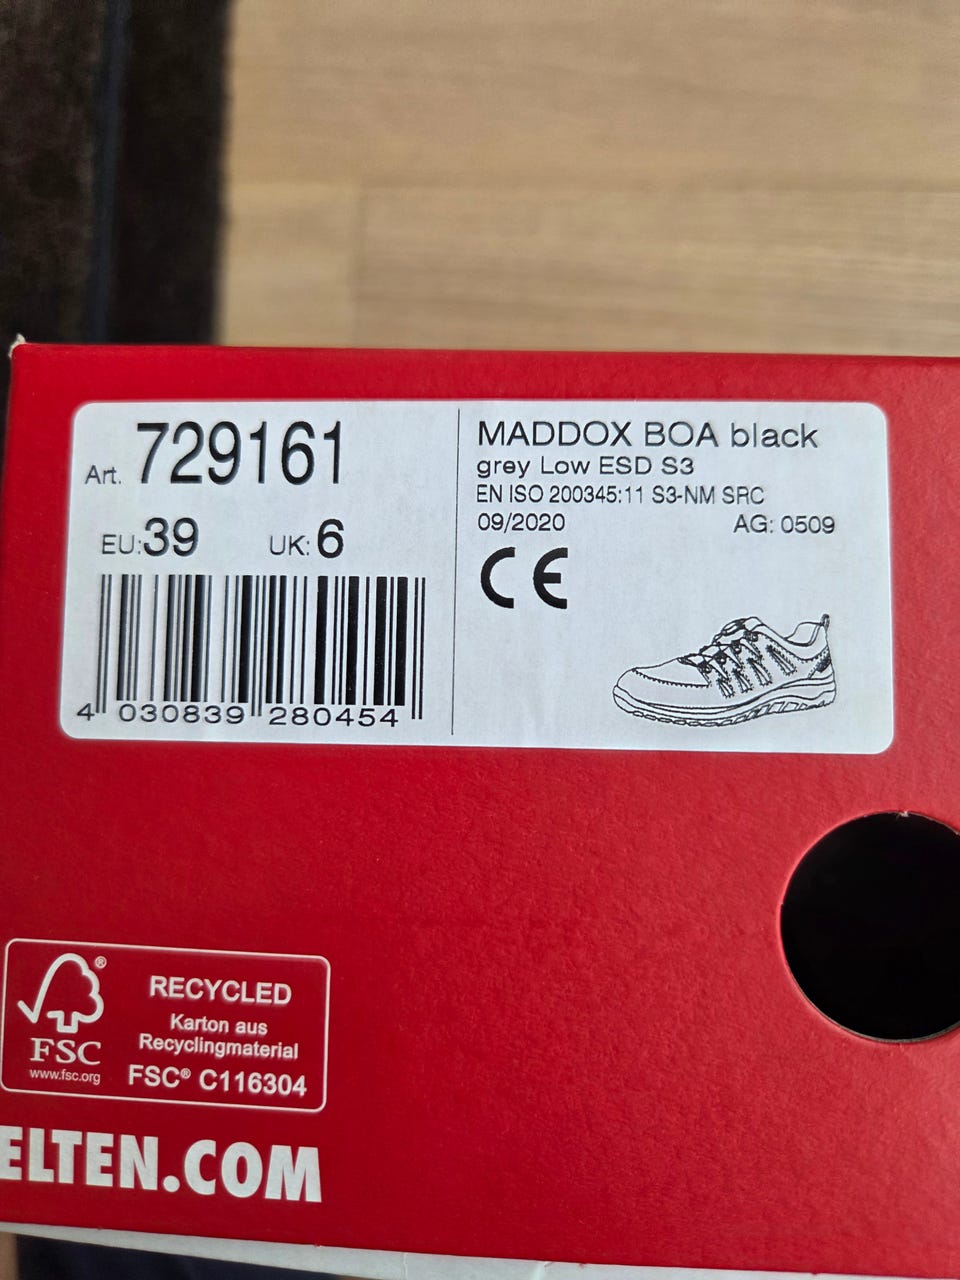 Art. 729161
EU:39 UK: 6
4 030839 280454
MADDOX BOA black
grey Low ESD S3
EN ISO 200345:11 S3-NM SRC
09/2020 AG: 0509
CE
RECYCLED
Karton aus
Recyclingmaterial
FSC® C116304
®
FSC
www.fsc.org
ELTEN.COM